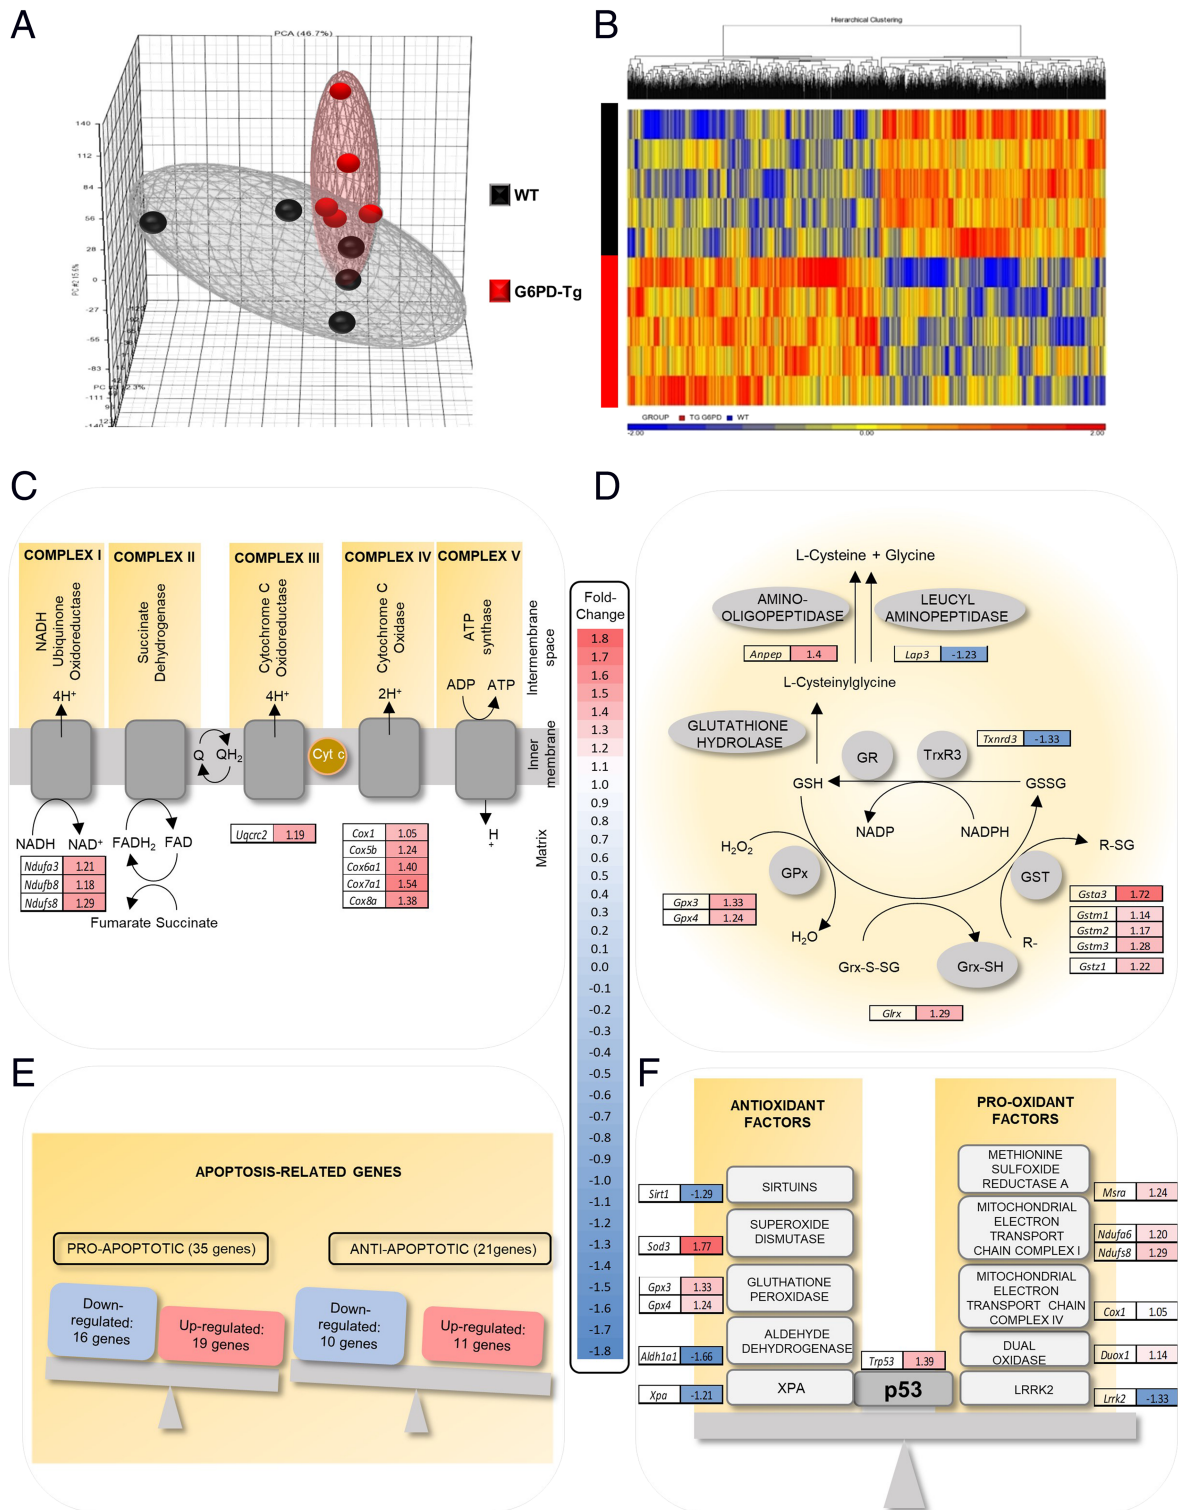 A
PCA (46.7%)
140
112
84
56
28
0
-27
-55
-83
-111
-140
PC #2 15.6%
WT
G6PD-Tg
B
Hierarchical Clustering
GROUP TG G6PD WT
-2.00 0.00 2.00
C
COMPLEX I
NADH
Ubiquinone
Oxidoreductase
COMPLEX II
Succinate
Dehydrogenase
COMPLEX III
Cytochrome C
Oxidoreductase
COMPLEX IV
Cytochrome C
Oxidase
COMPLEX V
ATP
synthase
Intermembrane
space
Inner
membrane
Matrix
4H+
4H+
2H+
ADP ATP
Q QH2
Cyt c
H
+
NADH NAD+
FADH2 FAD
Fumarate Succinate
Ndufa3 1.21
Ndufb8 1.18
Ndufs8 1.29
Uqcrc2 1.19
Cox1 1.05
Cox5b 1.24
Cox6a1 1.40
Cox7a1 1.54
Cox8a 1.38
Fold-
Change
1.8
1.7
1.6
1.5
1.4
1.3
1.2
1.1
1.0
0.9
0.8
0.7
0.6
0.5
0.4
0.3
0.2
0.1
0.0
-0.1
-0.2
-0.3
-0.4
-0.5
-0.6
-0.7
-0.8
-0.9
-1.0
-1.1
-1.2
-1.3
-1.4
-1.5
-1.6
-1.7
-1.8
D
L-Cysteine + Glycine
AMINO-
OLIGOPEPTIDASE
LEUCYL
AMINOPEPTIDASE
Anpep 1.4
Lap3 -1.23
L-Cysteinylglycine
GLUTATHIONE
HYDROLASE
Txnrd3 -1.33
GR
TrxR3
GSH
GSSG
NADP
NADPH
H2O2
R-SG
GPx
GST
Gpx3 1.33
Gpx4 1.24
Gsta3 1.72
Gstm1 1.14
Gstm2 1.17
Gstm3 1.28
Gstz1 1.22
H2O
R-
Grx-S-SG
Grx-SH
Glrx 1.29
E
APOPTOSIS-RELATED GENES
PRO-APOPTOTIC (35 genes)
ANTI-APOPTOTIC (21genes)
Down-
regulated:
16 genes
Up-regulated:
19 genes
Down-
regulated:
10 genes
Up-regulated:
11 genes
F
ANTIOXIDANT
FACTORS
PRO-OXIDANT
FACTORS
SIRTUINS
SUPEROXIDE
DISMUTASE
GLUTHATIONE
PEROXIDASE
ALDEHYDE
DEHYDROGENASE
XPA
Sirt1 -1.29
Sod3 1.77
Gpx3 1.33
Gpx4 1.24
Aldh1a1 -1.66
Xpa -1.21
Trp53 1.39
p53
METHIONINE
SULFOXIDE
REDUCTASE A
MITOCHONDRIAL
ELECTRON
TRANSPORT
CHAIN COMPLEX I
MITOCHONDRIAL
ELECTRON
TRANSPORT CHAIN
COMPLEX IV
DUAL
OXIDASE
LRRK2
Msra 1.24
Ndufa6 1.20
Ndufs8 1.29
Cox1 1.05
Duox1 1.14
Lrrk2 -1.33